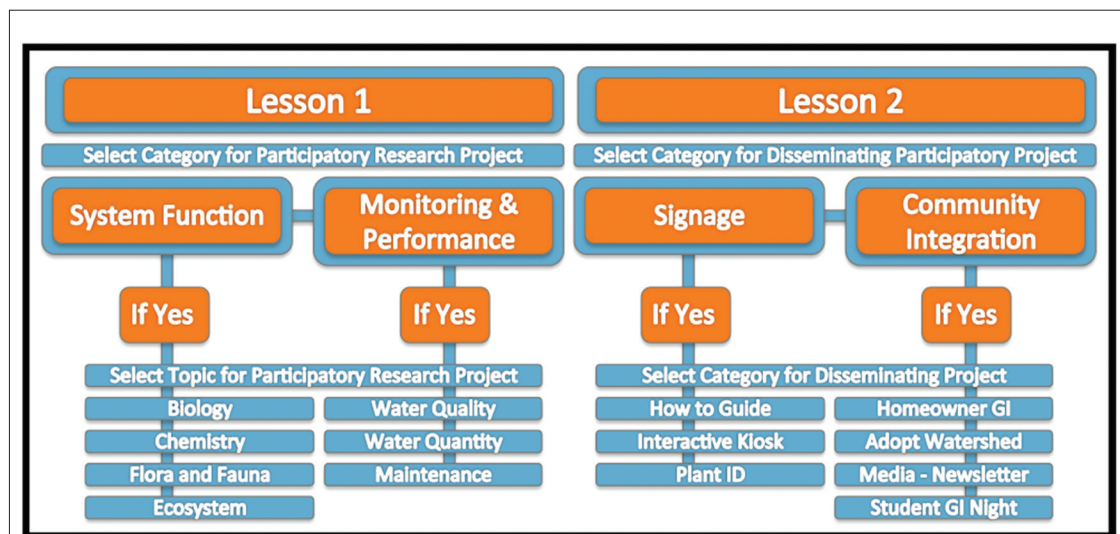 Lesson 1
Select Category for Participatory Research Project
System Function
Monitoring &
Performance
If Yes
If Yes
Select Topic for Participatory Research Project
Biology
Chemistry
Flora and Fauna
Ecosystem
Water Quality
Water Quantity
Maintenance
Lesson 2
Select Category for Disseminating Participatory Project
Signage
Community
Integration
If Yes
If Yes
Select Category for Disseminating Project
How to Guide
Interactive Kiosk
Plant ID
Homeowner GI
Adopt Watershed
Media - Newsletter
Student GI Night